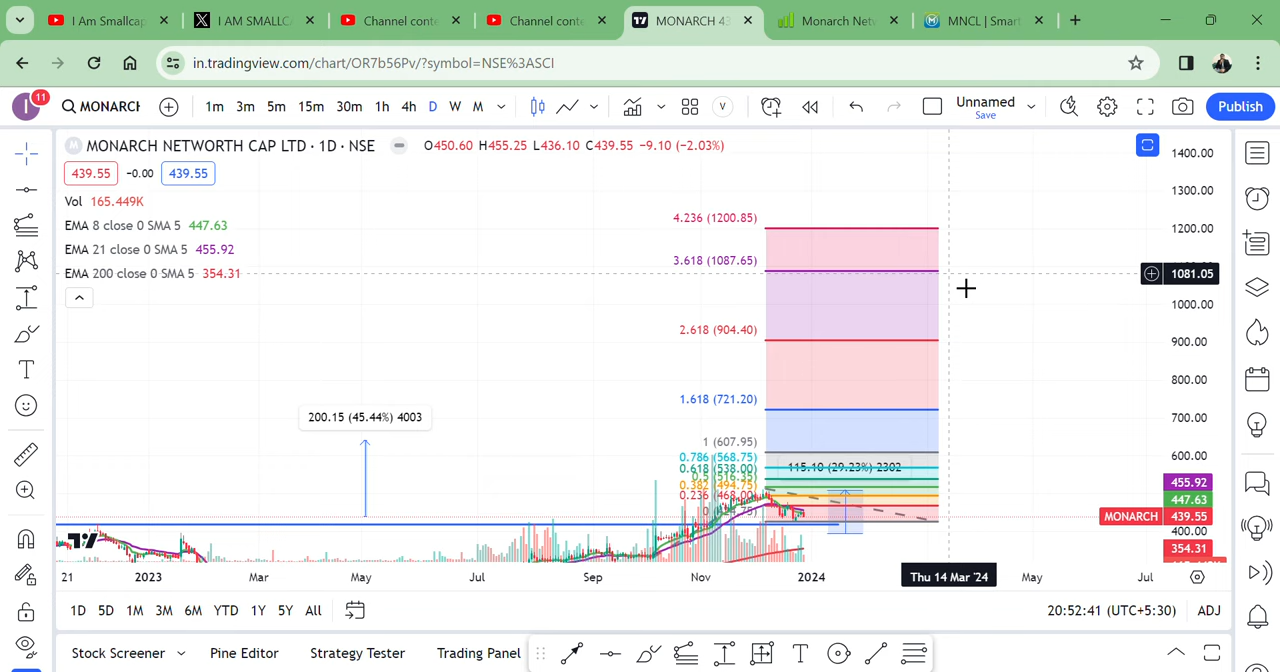 I am Smallcap
I AM SMALLC
Channel conte
Channel conte
MONARCH 43
Monarch Netw
MNCL | Smart
in.tradingview.com/chart/OR7b56Pv/?symbol=NSE%3ASCI
I
11
MONARCH
1m 3m 5m 15m 30m 1h 4h D W M
V
Unnamed
Save
Publish
M MONARCH NETWORTH CAP LTD · 1D · NSE O450.60 H455.25 L436.10 C439.55 −9.10 (−2.03%)
439.55 -0.00 439.55
Vol 165.449K
EMA 8 close 0 SMA 5 447.63
EMA 21 close 0 SMA 5 455.92
EMA 200 close 0 SMA 5 354.31
4.236 (1200.85)
3.618 (1087.65)
2.618 (904.40)
1.618 (721.20)
1 (607.95)
0.786 (568.75)
0.618 (538.00)
0.5 (516.35)
0.382 (494.75)
0.236 (468.00)
200.15 (45.44%) 4003
115.10 (29.23%) 2302
1400.00
1300.00
1200.00
1081.05
1000.00
900.00
800.00
700.00
600.00
455.92
447.63
MONARCH 439.55
400.00
354.31
21 2023 Mar May Jul Sep Nov 2024 Thu 14 Mar '24 May Jul
1D 5D 1M 3M 6M YTD 1Y 5Y All
20:52:41 (UTC+5:30) ADJ
Stock Screener Pine Editor Strategy Tester Trading Panel